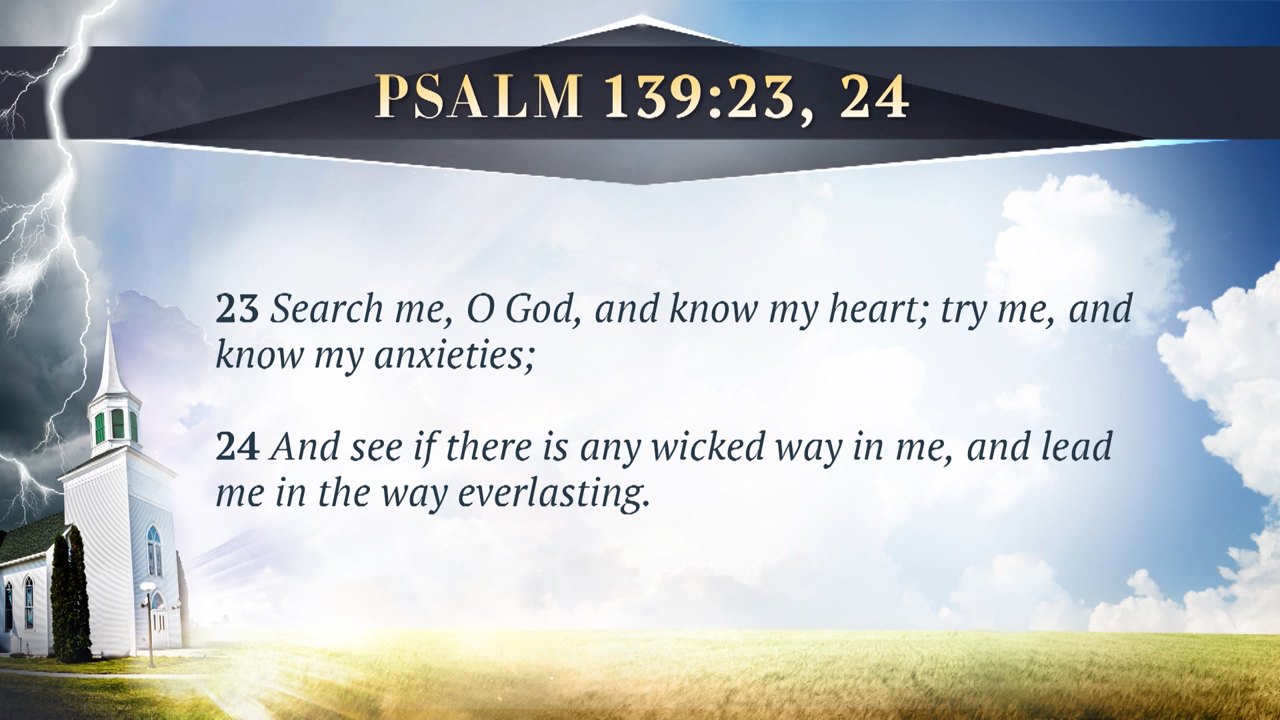 PSALM 139:23, 24
23 Search me, O God, and know my heart; try me, and
know my anxieties;
24 And see if there is any wicked way in me, and lead
me in the way everlasting.